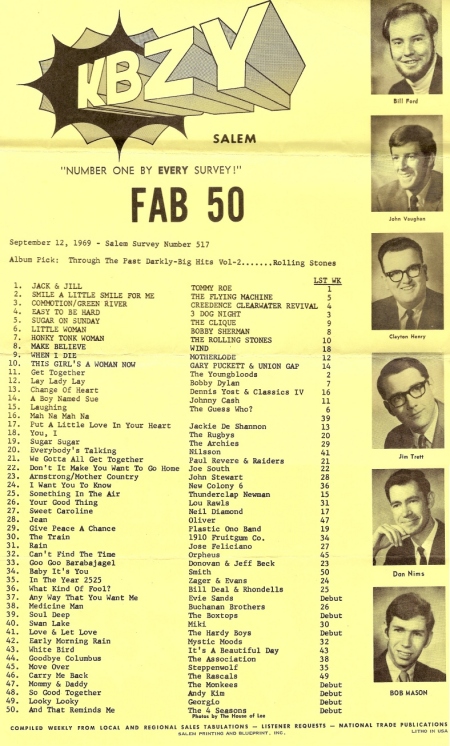 KBZY
SALEM
"NUMBER ONE BY EVERY SURVEY!"
FAB 50
September 12, 1969 - Salem Survey Number 517
Album Pick: Through The Past Darkly-Big Hits Vol-2.......Rolling Stones
LST WK
1. JACK & JILL TOMMY ROE 1
2. SMILE A LITTLE SMILE FOR ME THE FLYING MACHINE 5
3. COMMOTION/GREEN RIVER CREEDENCE CLEARWATER REVIVAL 4
4. EASY TO BE HARD 3 DOG NIGHT 3
5. SUGAR ON SUNDAY THE CLIQUE 9
6. LITTLE WOMAN BOBBY SHERMAN 8
7. HONKY TONK WOMAN THE ROLLING STONES 10
8. MAKE BELIEVE WIND 18
9. WHEN I DIE MOTHERLODE 12
10. THIS GIRL'S A WOMAN NOW GARY PUCKETT & UNION GAP 14
11. Get Together The Youngbloods 2
12. Lay Lady Lay Bobby Dylan 7
13. Change Of Heart Dennis Yost & Classics IV 16
14. A Boy Named Sue Johnny Cash 11
15. Laughing The Guess Who? 6
16. Mah Na Mah Na 39
17. Put A Little Love In Your Heart Jackie De Shannon 13
18. You, I The Rugbys 20
19. Sugar Sugar The Archies 29
20. Everybody's Talking Nilsson 41
21. We Gotta All Get Together Paul Revere & Raiders 21
22. Don't It Make You Want To Go Home Joe South 22
23. Armstrong/Mother Country John Stewart 28
24. I Want You To Know New Colony 6 36
25. Something In The Air Thunderclap Newman 15
26. Your Good Thing Lou Rawls 31
27. Sweet Caroline Neil Diamond 17
28. Jean Oliver 47
29. Give Peace A Chance Plastic Ono Band 19
30. The Train 1910 Fruitgum Co. 34
31. Rain Jose Feliciano 27
32. Can't Find The Time Orpheus 45
33. Goo Goo Barabajagel Donovan & Jeff Beck 23
34. Baby It's You Smith 50
35. In The Year 2525 Zager & Evans 24
36. What Kind Of Fool? Bill Deal & Rhondells 25
37. Any Way That You Want Me Evie Sands Debut
38. Medicine Man Buchanan Brothers 26
39. Soul Deep The Boxtops Debut
40. Swan Lake Miki 30
41. Love & Let Love The Hardy Boys Debut
42. Early Morning Rain Mystic Moods 32
43. White Bird It's A Beautiful Day 43
44. Goodbye Columbus The Association 38
45. Move Over Steppenwolf 35
46. Carry Me Back The Rascals 49
47. Mommy & Daddy The Monkees Debut
48. So Good Together Andy Kim Debut
49. Looky Looky Georgio Debut
50. And That Reminds Me The 4 Seasons Debut
Photos by The House of Lee
COMPILED WEEKLY FROM LOCAL AND REGIONAL SALES TABULATIONS — LISTENER REQUESTS — NATIONAL TRADE PUBLICATIONS
SALEM PRINTING AND BLUEPRINT, INC. LITHO IN USA
Bill Ford
John Vaughan
Clayton Henry
Jim Trett
Dan Nims
BOB MASON